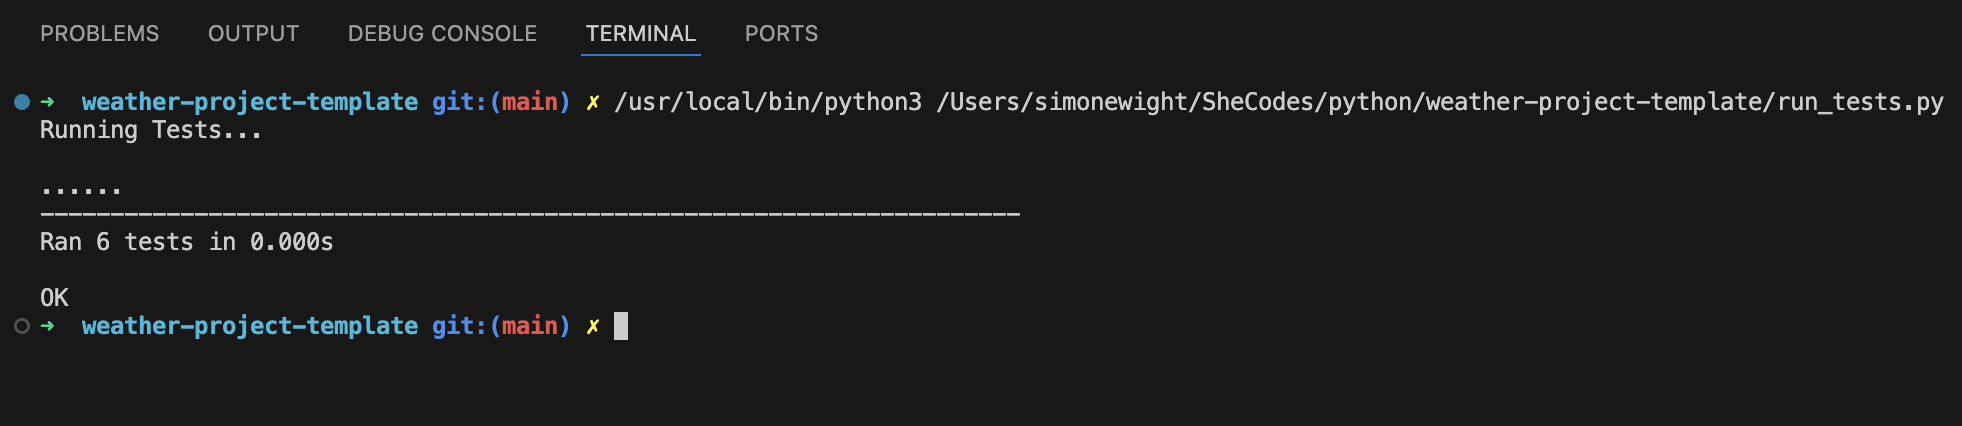 PROBLEMS OUTPUT DEBUG CONSOLE TERMINAL PORTS
➜ weather-project-template git:(main) ✗ /usr/local/bin/python3 /Users/simonewight/SheCodes/python/weather-project-template/run_tests.py
Running Tests...
......
----------------------------------------------------------------------
Ran 6 tests in 0.000s
OK
➜ weather-project-template git:(main) ✗